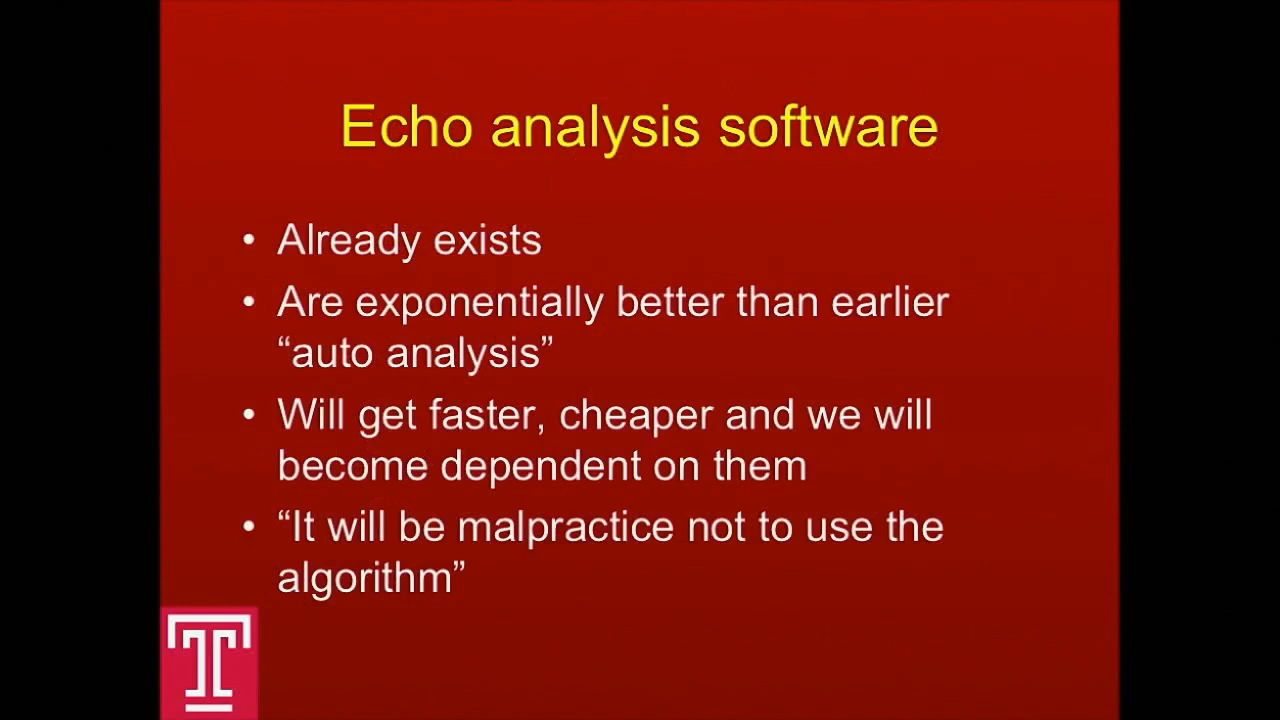 Echo analysis software
• Already exists
• Are exponentially better than earlier
“auto analysis”
• Will get faster, cheaper and we will
become dependent on them
• “It will be malpractice not to use the
algorithm”
T